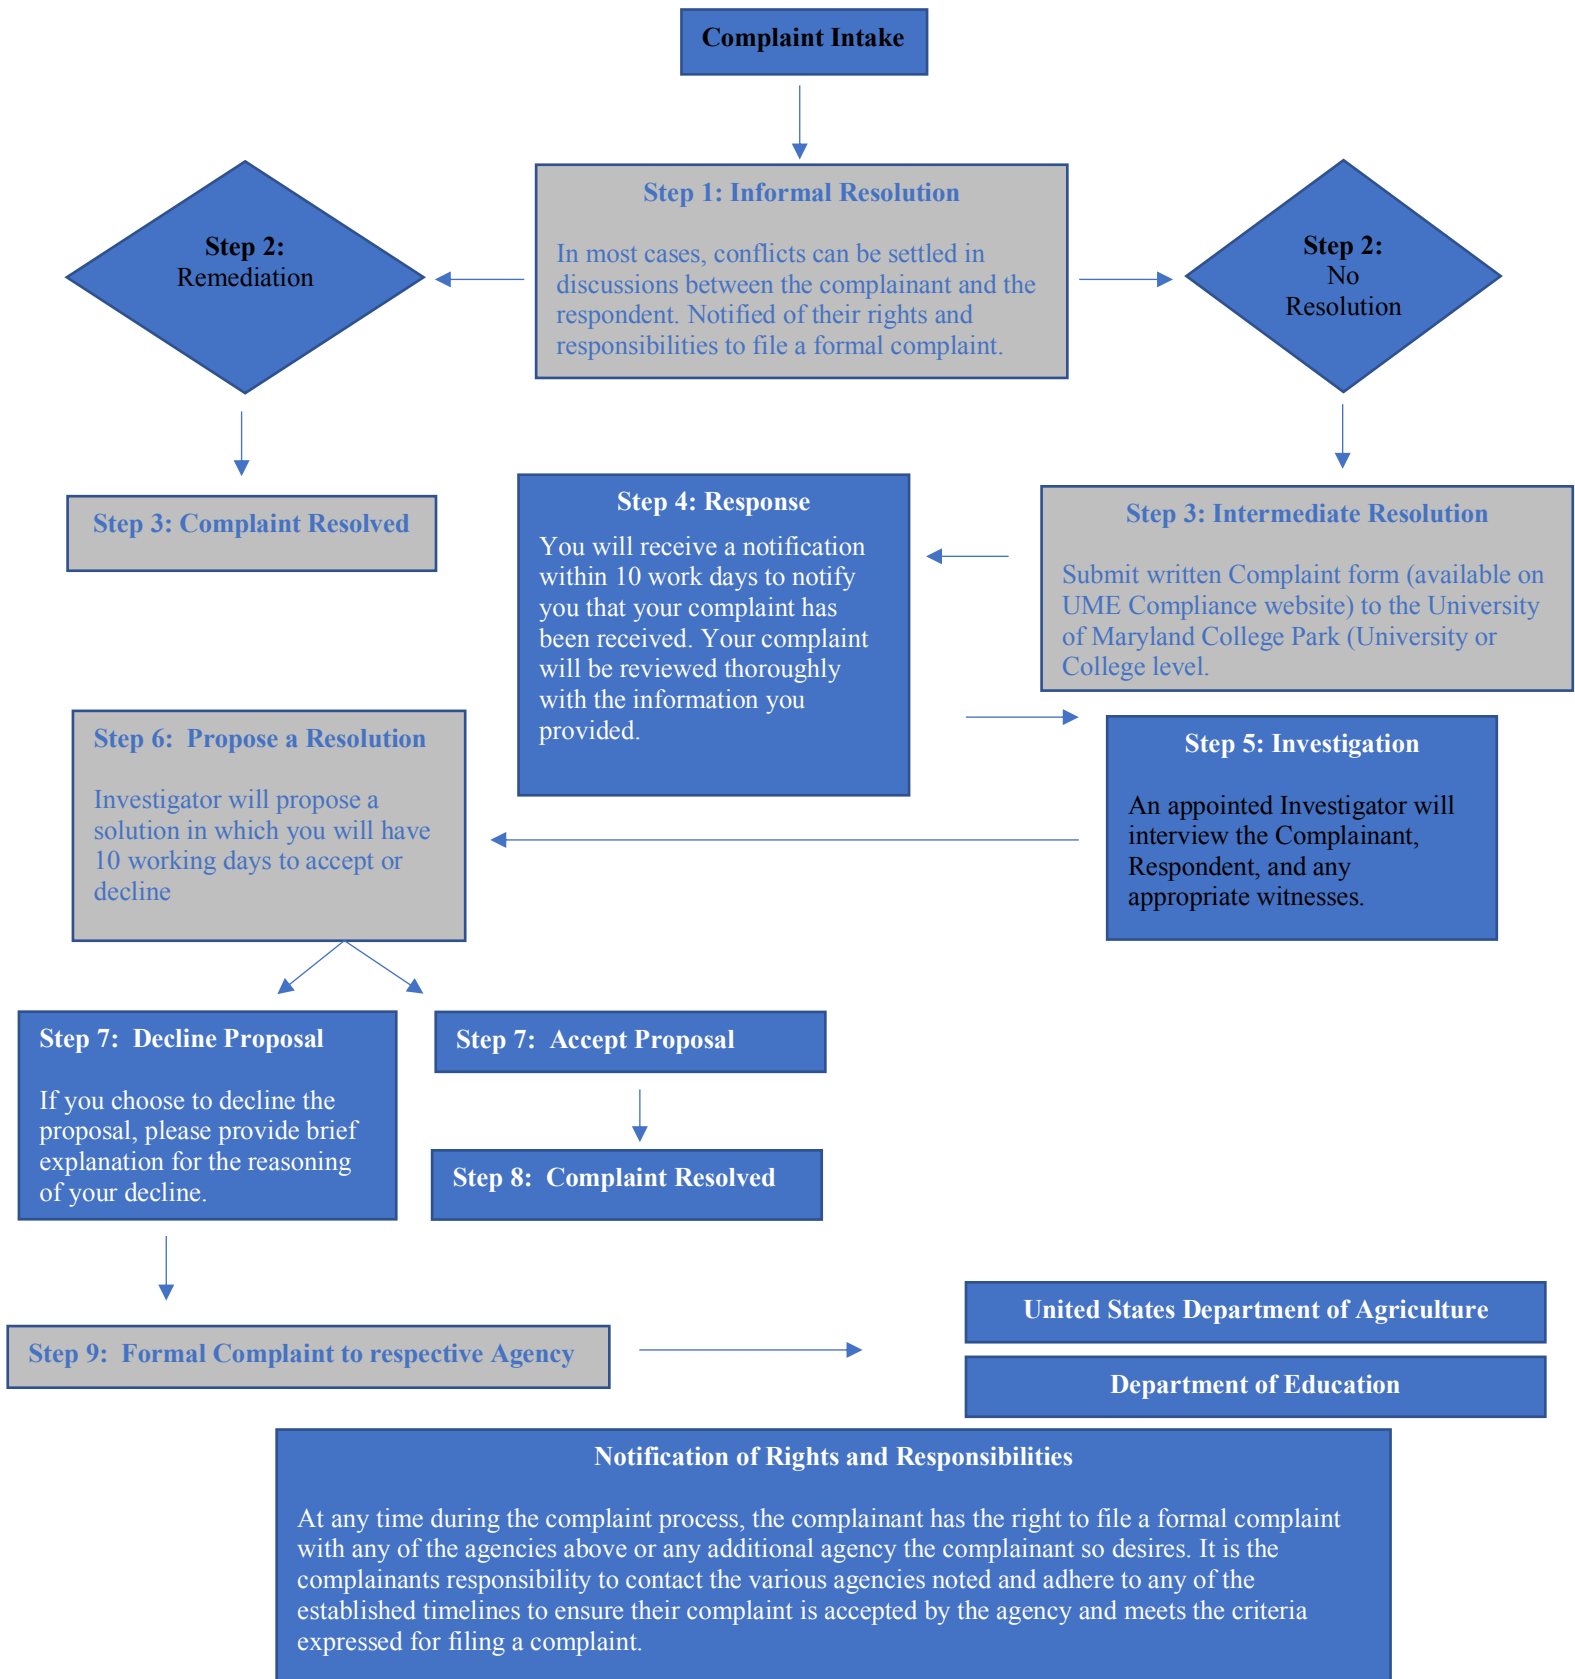 Complaint Intake
Step 1: Informal Resolution
In most cases, conflicts can be settled in
discussions between the complainant and the
respondent. Notified of their rights and
responsibilities to file a formal complaint.
Step 2:
Remediation
Step 2:
No
Resolution
Step 3: Complaint Resolved
Step 3: Intermediate Resolution
Submit written Complaint form (available on
UME Compliance website) to the University
of Maryland College Park (University or
College level.
Step 4: Response
You will receive a notification
within 10 work days to notify
you that your complaint has
been received. Your complaint
will be reviewed thoroughly
with the information you
provided.
Step 5: Investigation
An appointed Investigator will
interview the Complainant,
Respondent, and any
appropriate witnesses.
Step 6:  Propose a Resolution
Investigator will propose a
solution in which you will have
10 working days to accept or
decline
Step 7:  Decline Proposal
If you choose to decline the
proposal, please provide brief
explanation for the reasoning
of your decline.
Step 7:  Accept Proposal
Step 8:  Complaint Resolved
Step 9:  Formal Complaint to respective Agency
United States Department of Agriculture
Department of Education
Notification of Rights and Responsibilities
At any time during the complaint process, the complainant has the right to file a formal complaint
with any of the agencies above or any additional agency the complainant so desires. It is the
complainants responsibility to contact the various agencies noted and adhere to any of the
established timelines to ensure their complaint is accepted by the agency and meets the criteria
expressed for filing a complaint.